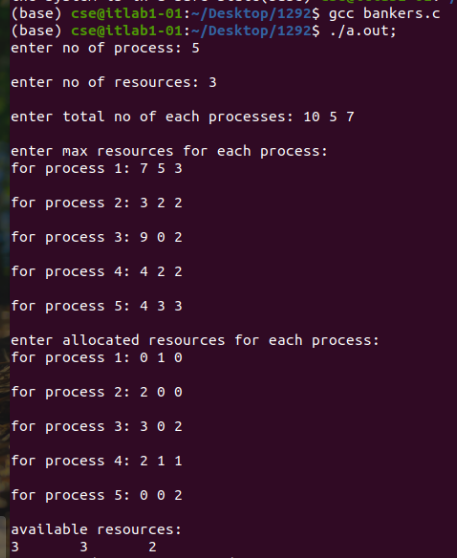 (base) cse@itlab1-01:~/Desktop/1292$ gcc bankers.c
(base) cse@itlab1-01:~/Desktop/1292$ ./a.out;
enter no of process: 5
enter no of resources: 3
enter total no of each processes: 10 5 7
enter max resources for each process:
for process 1: 7 5 3
for process 2: 3 2 2
for process 3: 9 0 2
for process 4: 4 2 2
for process 5: 4 3 3
enter allocated resources for each process:
for process 1: 0 1 0
for process 2: 2 0 0
for process 3: 3 0 2
for process 4: 2 1 1
for process 5: 0 0 2
available resources:
3 3 2